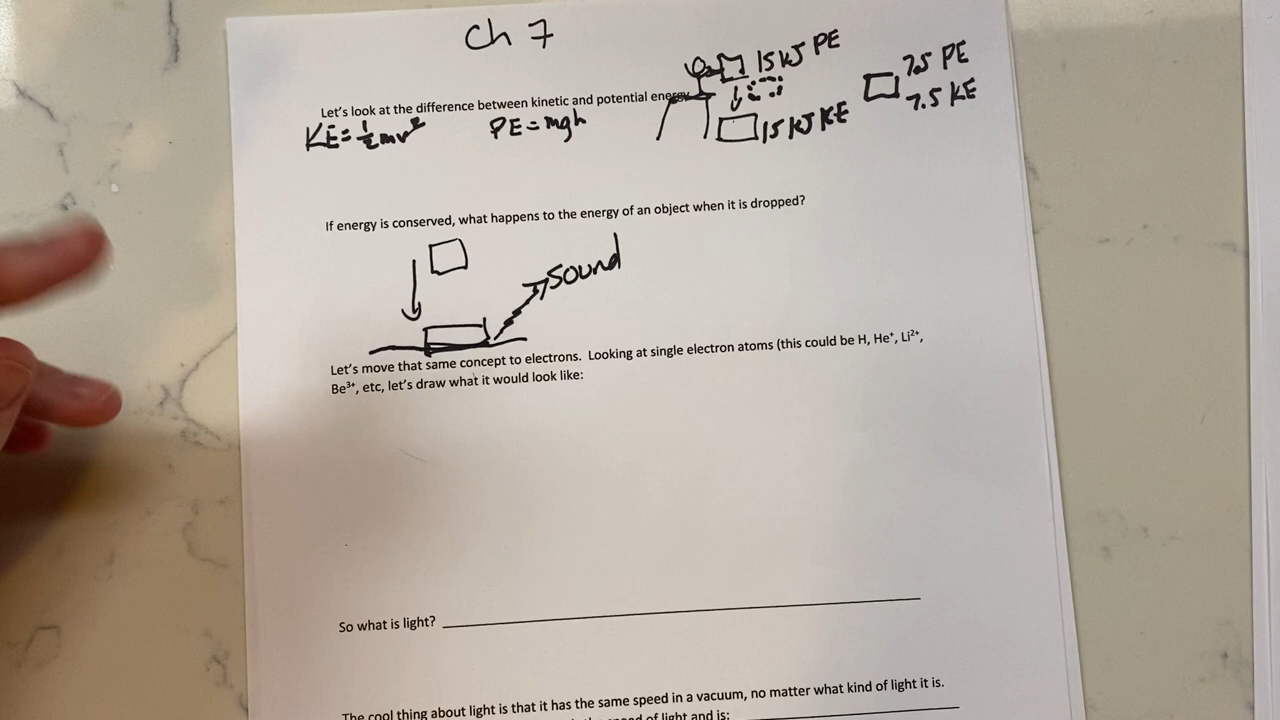 Ch 7
15 kJ PE
7.5 PE
Let's look at the difference between kinetic and potential energy.
7.5 KE
KE = ½mv²
PE = mgh
15 kJ KE
If energy is conserved, what happens to the energy of an object when it is dropped?
Sound
Let's move that same concept to electrons. Looking at single electron atoms (this could be H, He⁺, Li²⁺,
Be³⁺, etc, let's draw what it would look like:
So what is light?
The cool thing about light is that it has the same speed in a vacuum, no matter what kind of light it is.
speed of light and is: